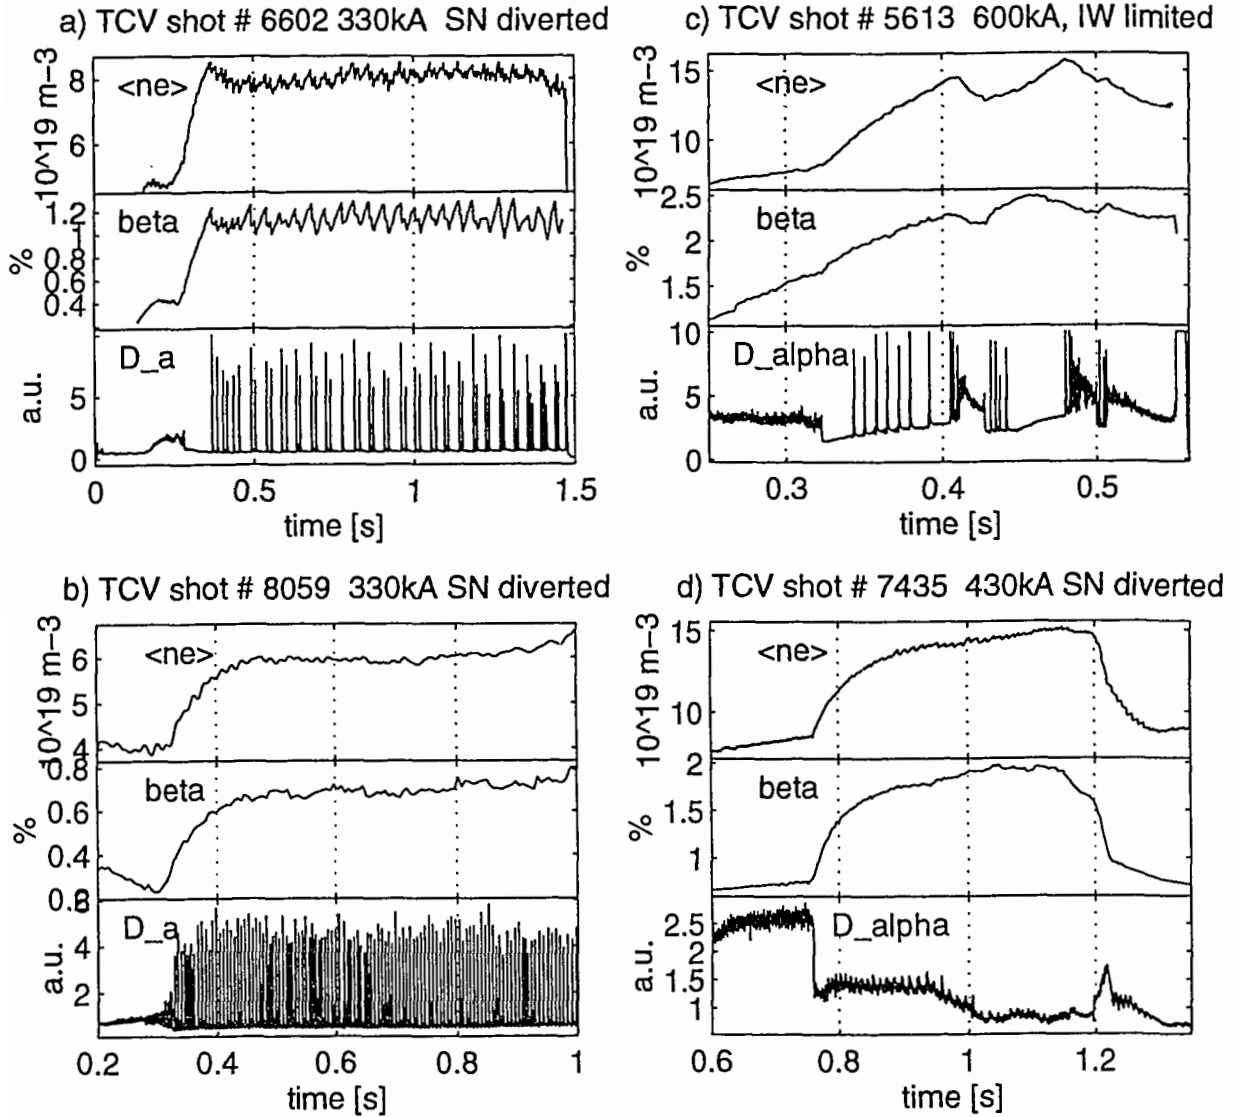 a) TCV shot # 6602 330kA SN diverted
10^19 m−3
8
6
<ne>
%
1.2
1
0.8
0.6
0.4
beta
a.u.
5
0
D_a
0 0.5 1 1.5
time [s]
c) TCV shot # 5613 600kA, IW limited
10^19 m−3
15
10
<ne>
%
2.5
2
1.5
beta
a.u.
10
5
0
D_alpha
0.3 0.4 0.5
time [s]
b) TCV shot # 8059 330kA SN diverted
10^19 m−3
6
5
4
<ne>
%
0.8
0.6
0.4
beta
a.u.
4
2
D_a
0.2 0.4 0.6 0.8 1
time [s]
d) TCV shot # 7435 430kA SN diverted
10^19 m−3
15
10
<ne>
%
2
1.5
1
beta
a.u.
2.5
2
1.5
1
D_alpha
0.6 0.8 1 1.2
time [s]